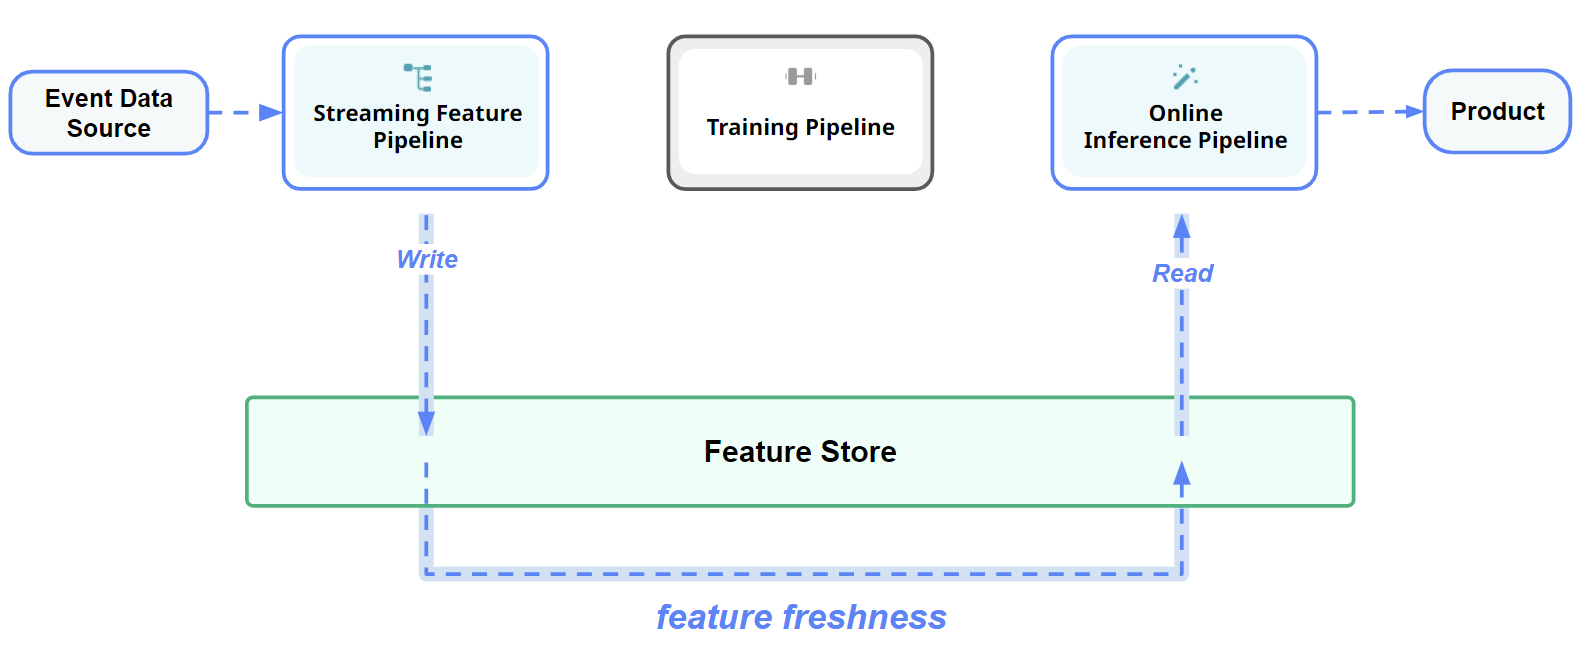 Event Data
Source
Streaming Feature
Pipeline
Training Pipeline
Online
Inference Pipeline
Product
Write
Read
Feature Store
feature freshness